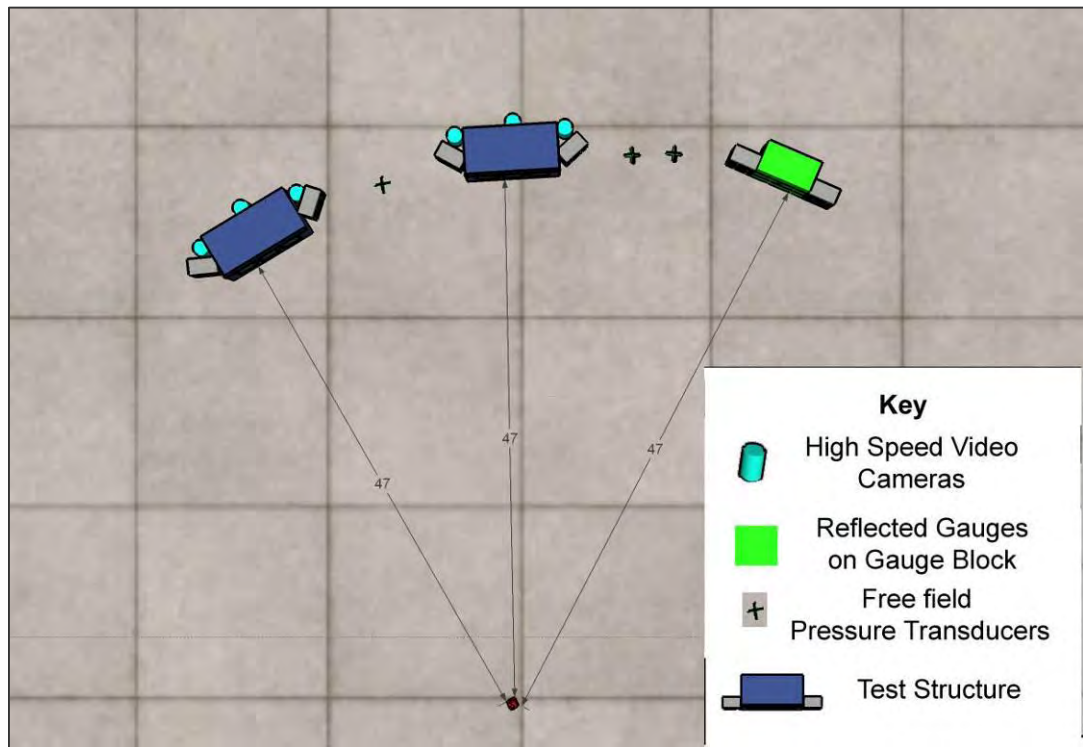 47
47
47
Key
High Speed Video
Cameras
Reflected Gauges
on Gauge Block
Free field
Pressure Transducers
Test Structure